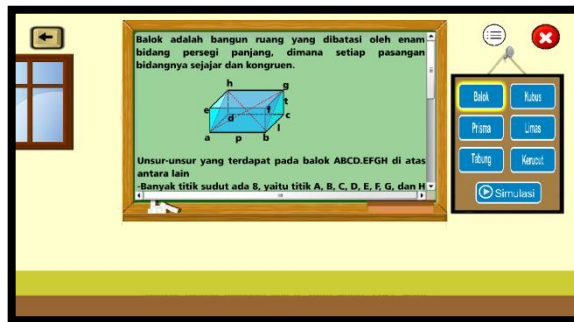 Balok adalah bangun ruang yang dibatasi oleh enam
bidang persegi panjang, dimana setiap pasangan
bidangnya sejajar dan kongruen.
h g
e f t
d c
a p b l
Unsur-unsur yang terdapat pada balok ABCD.EFGH di atas
antara lain
-Banyak titik sudut ada 8, yaitu titik A, B, C, D, E, F, G, dan H
Balok Kubus
Prisma Limas
Tabung Kerucut
Simulasi